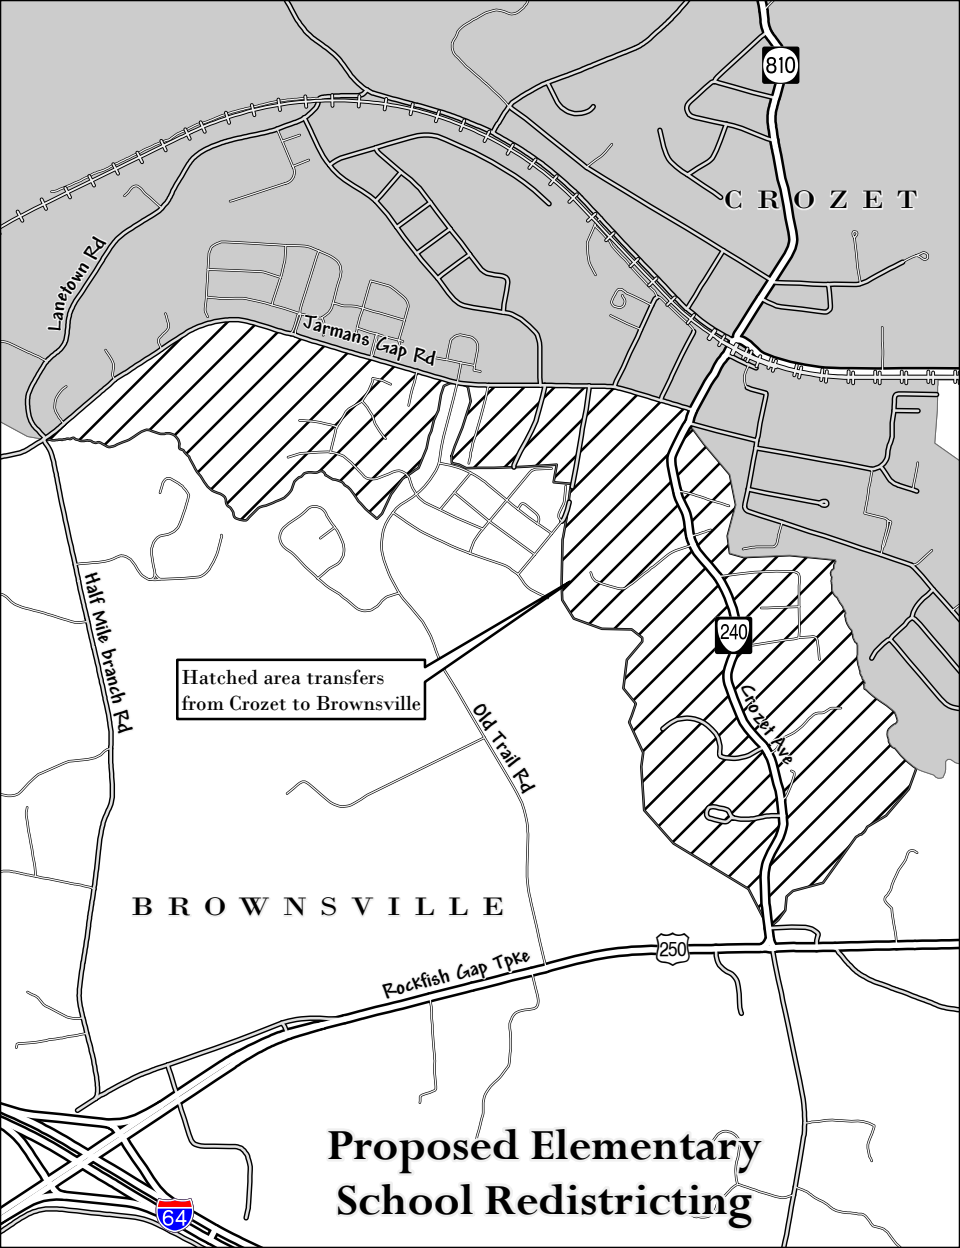 810
CROZET
Lanetown Rd
Jarmans Gap Rd
Half Mile branch Rd
240
Hatched area transfers
from Crozet to Brownsville
Crozet Ave
Old Trail Rd
BROWNSVILLE
250
Rockfish Gap Tpke
Proposed Elementary
School Redistricting
64